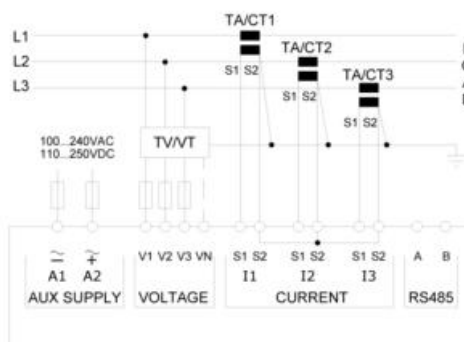 TA/CT1
L1
TA/CT2
L2
S1 S2
TA/CT3
L3
S1 S2
S1 S2
100...240VAC
110...250VDC
TV/VT
V1 V2 V3 VN
S1 S2 S1 S2 S1 S2
A B
A1 A2
I1 I2 I3
AUX SUPPLY VOLTAGE CURRENT RS485